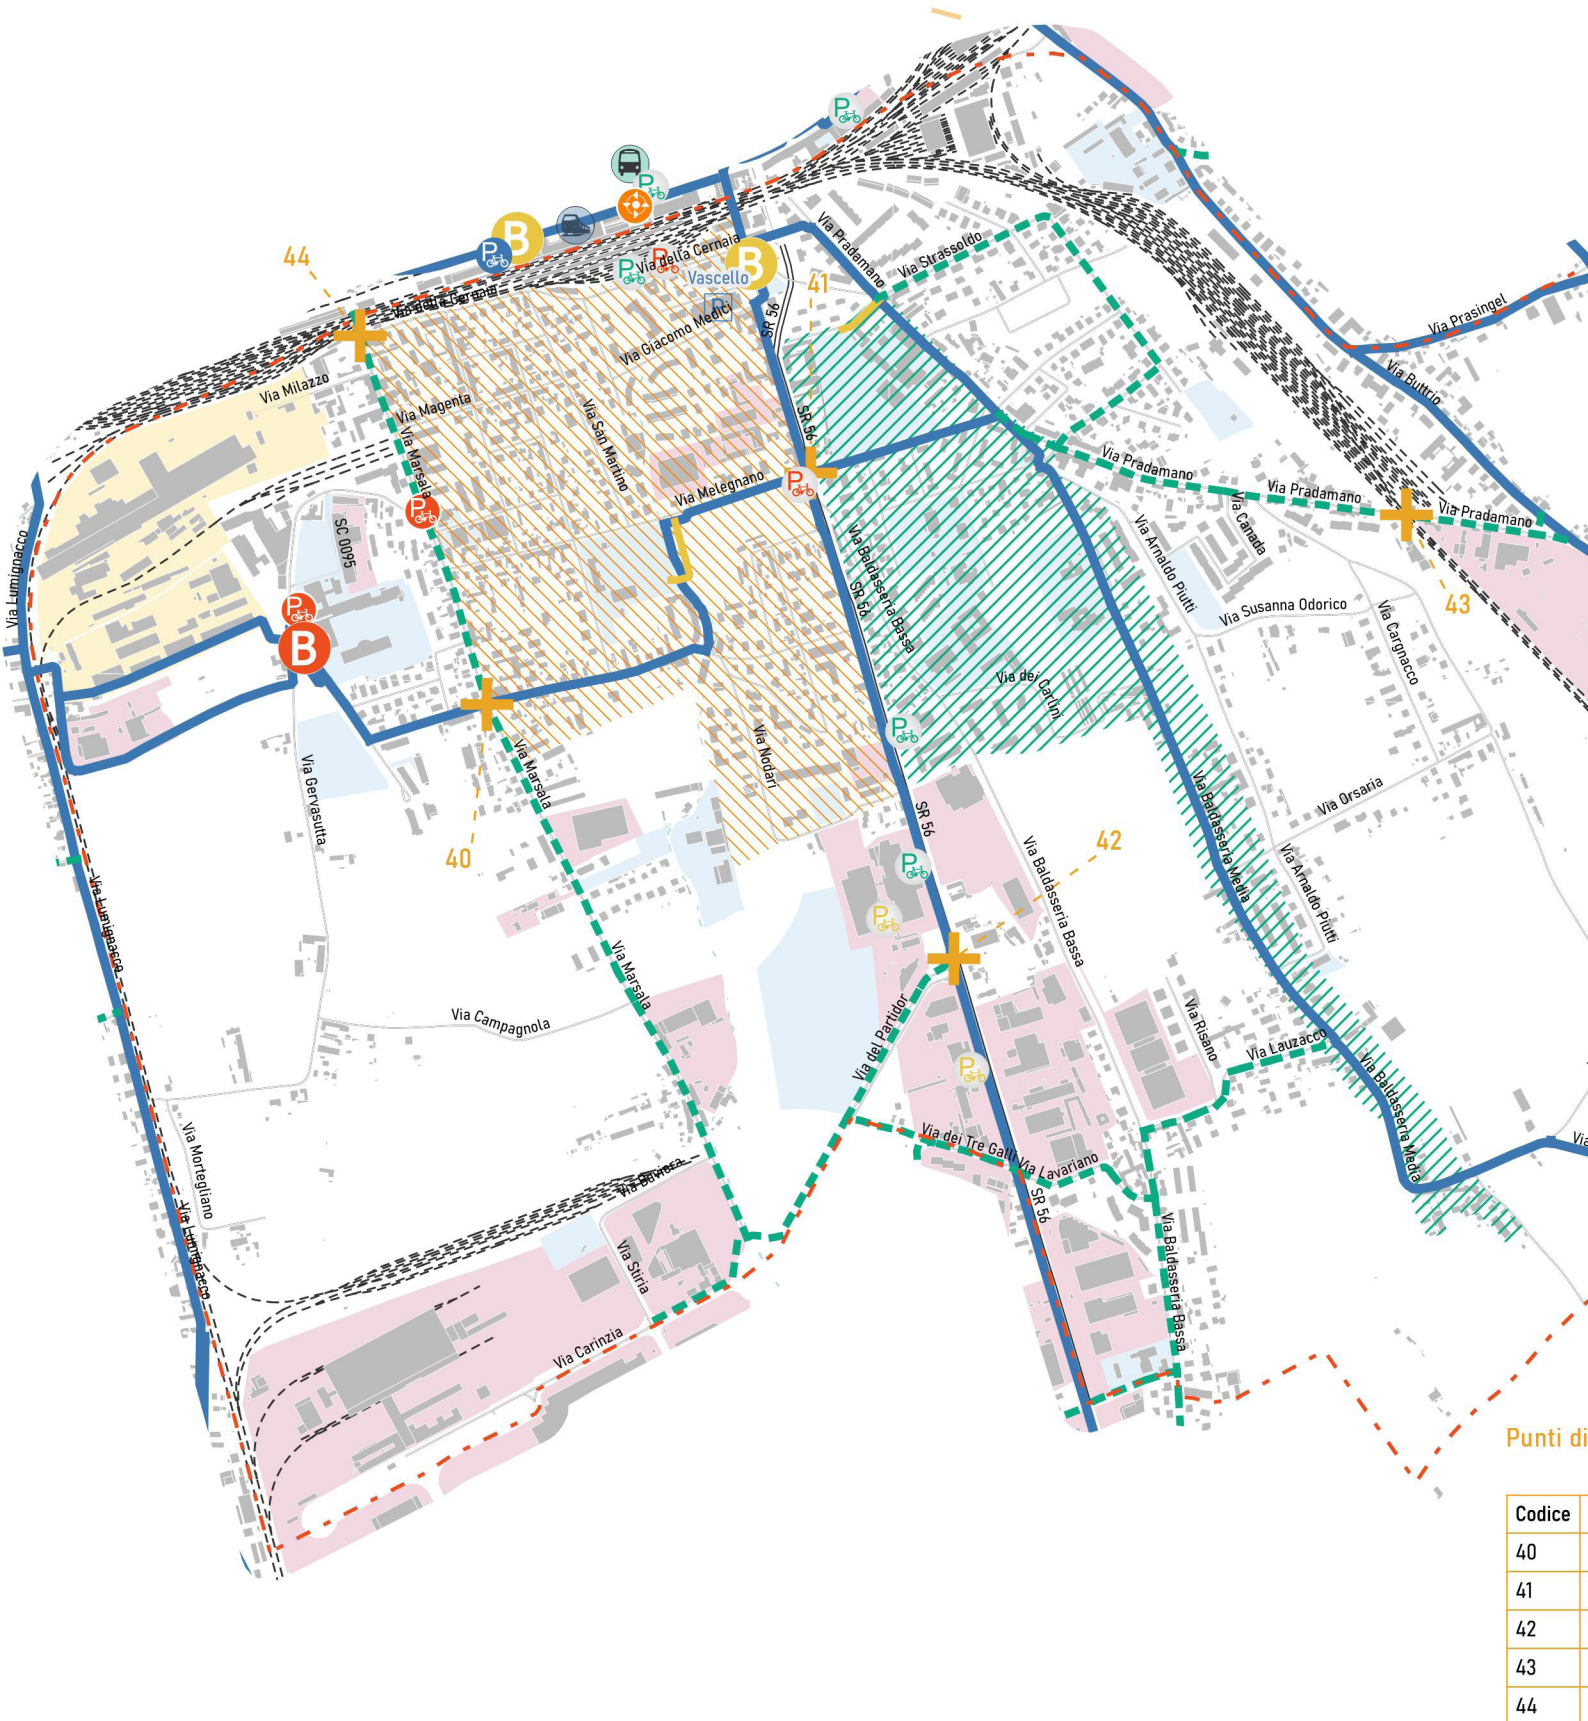 44
B
P
P
P
P
Via della Cernaia
P
P
Vascello
P
B
41
Via Pradamano
Via Strassoldo
Via della Cernaia
Via Giacomo Medici
SR 56
Via Prasingel
Via Buttrio
Via Milazzo
Via Magenta
Via Marsala
Via San Martino
SR 56
Via Melegnano
P
P
Via Pradamano
Via Pradamano
Via Pradamano
Via Canada
43
Via Lumignacco
SC 0095
P
B
Via Baldasseria Bassa
SR 56
Via Arnaldo Piutti
Via Susanna Odorico
Via Cargnacco
Via dei Carlini
P
Via Nodari
Via Marsala
Via Gervasutta
40
SR 56
42
Via Orsaria
Via Baldasseria Media
Via Arnaldo Piutti
Via Baldasseria Bassa
P
P
Via Lumignacco
Via Marsala
Via Campagnola
Via del Partidor
Via Risano
Via Lauzacco
P
Via Baldasseria Media
Via dei Tre Galli
Via Lavariano
SR 56
Via
Via Mortegliano
Via Baviera
Via Lumignacco
Via Stiria
Via Baldasseria Bassa
Via Carinzia
Punti di
Codice
40
41
42
43
44